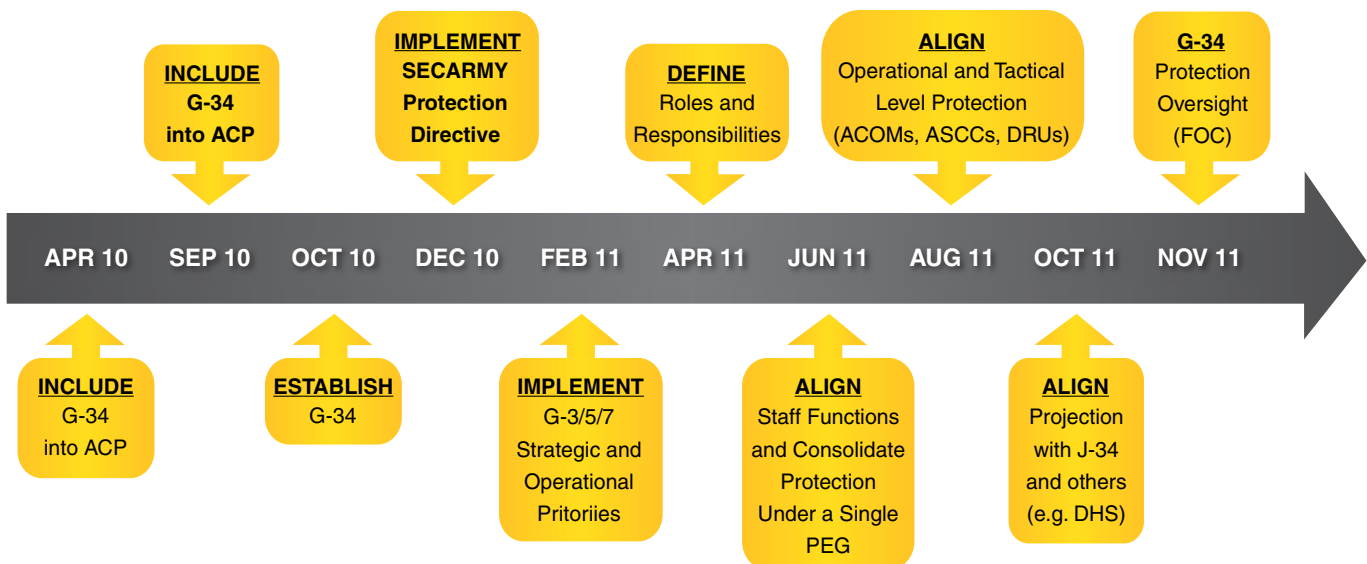 INCLUDE
G-34
into ACP
IMPLEMENT
SECARMY
Protection
Directive
DEFINE
Roles and
Responsibilities
ALIGN
Operational and Tactical
Level Protection
(ACOMs, ASCCs, DRUs)
G-34
Protection
Oversight
(FOC)
APR 10 SEP 10 OCT 10 DEC 10 FEB 11 APR 11 JUN 11 AUG 11 OCT 11 NOV 11
INCLUDE
G-34
into ACP
ESTABLISH
G-34
IMPLEMENT
G-3/5/7
Strategic and
Operational
Pritoriies
ALIGN
Staff Functions
and Consolidate
Protection
Under a Single
PEG
ALIGN
Projection
with J-34
and others
(e.g. DHS)